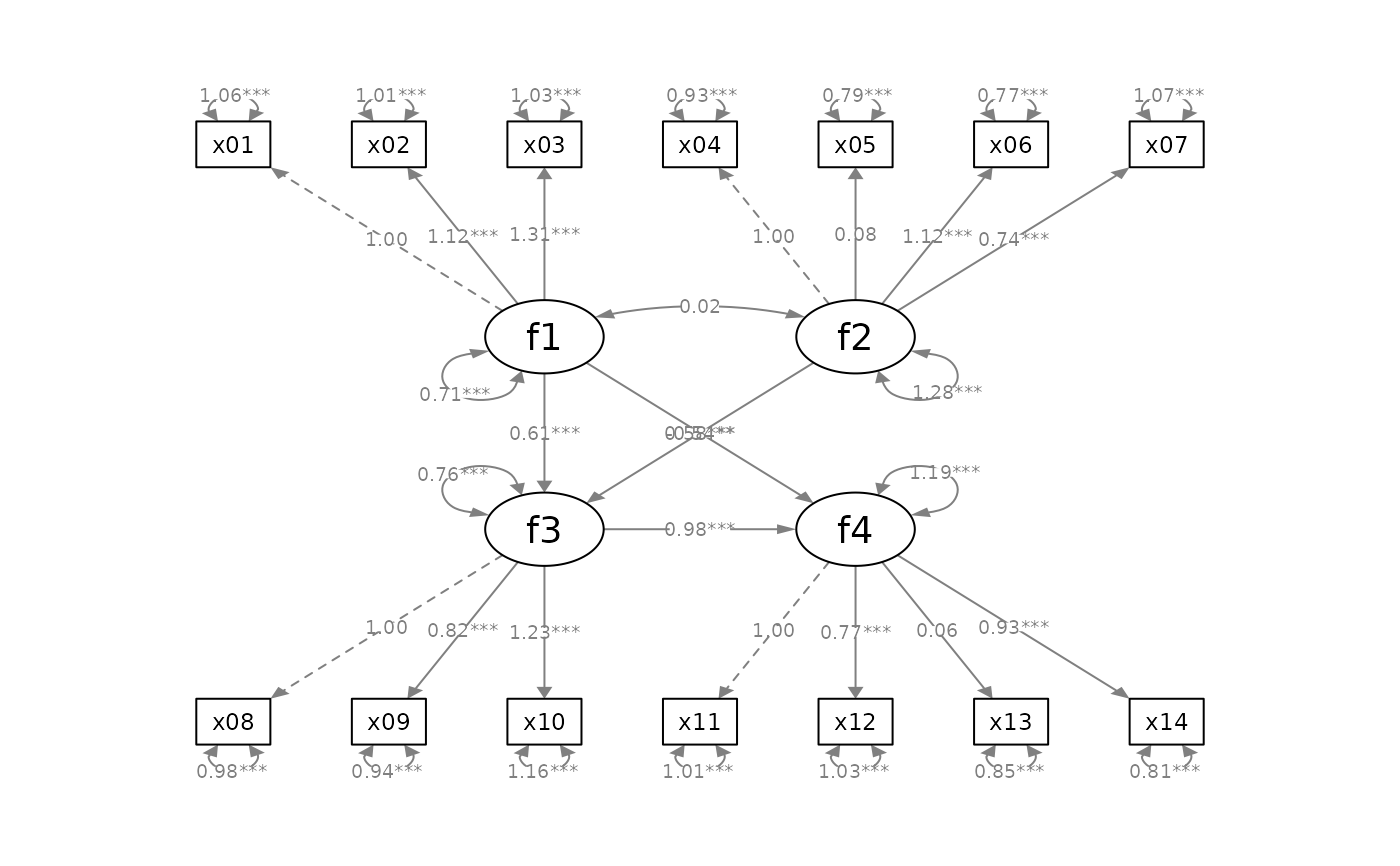 1.06*** 1.01*** 1.03*** 0.93*** 0.79*** 0.77*** 1.07***
x01 x02 x03 x04 x05 x06 x07
1.00 1.12*** 1.31*** 1.00 0.08 1.12*** 0.74***
0.02
f1 f2
0.71*** 1.28***
0.61***
0.76*** 1.19***
f3 0.98*** f4
1.00 0.82*** 1.23*** 1.00 0.77*** 0.06 0.93***
x08 x09 x10 x11 x12 x13 x14
0.98*** 0.94*** 1.16*** 1.01*** 1.03*** 0.85*** 0.81***